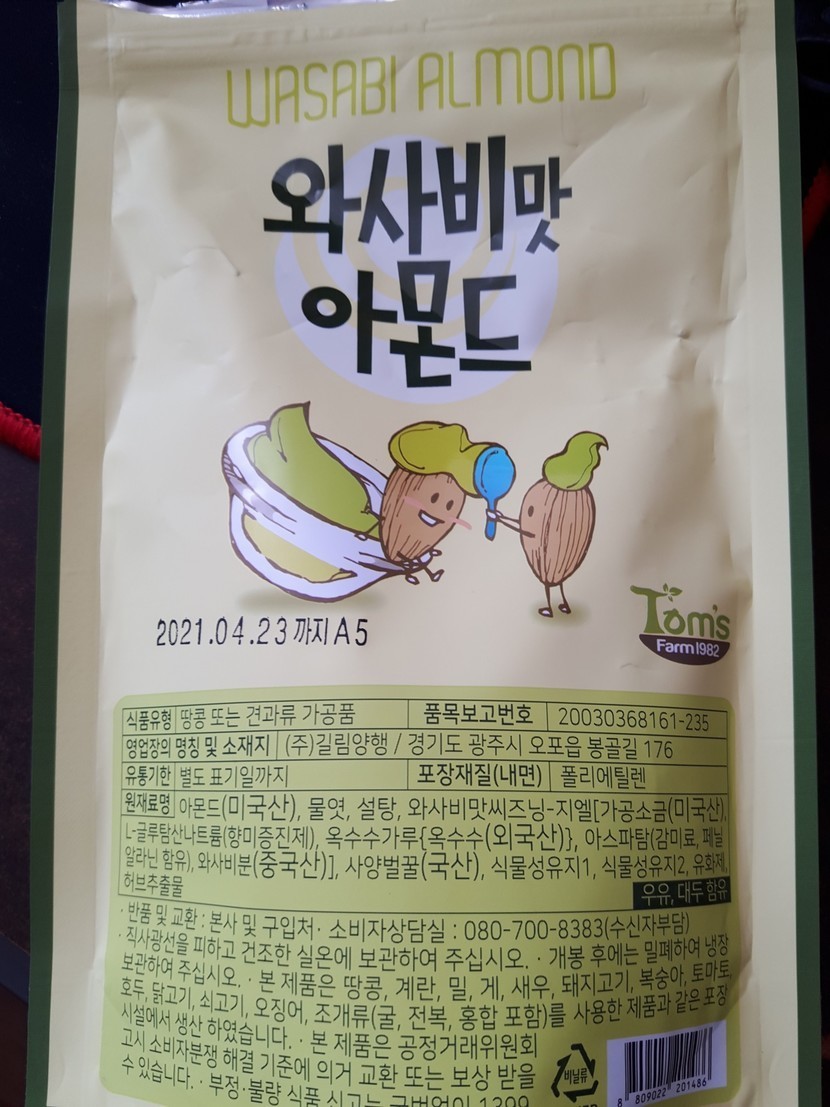 WASABI ALMOND
와사비맛
아몬드
2021.04.23까지A5
Tom's
Farm1982
식품유형 땅콩 또는 견과류 가공품 품목보고번호 20030368161-235
영업장의 명칭 및 소재지 (주)길림양행 / 경기도 광주시 오포읍 봉골길 176
유통기한 별도 표기일까지 포장재질(내면) 폴리에틸렌
원재료명 아몬드(미국산), 물엿, 설탕, 와사비맛씨즈닝-지엘[가공소금(미국산),
L-글루탐산나트륨(향미증진제), 옥수수가루{옥수수(외국산)}, 아스파탐(감미료, 페닐
알라닌 함유), 와사비분(중국산)], 사양벌꿀(국산), 식물성유지1, 식물성유지2, 유화제,
허브추출물 우유, 대두 함유
· 반품 및 교환 : 본사 및 구입처· 소비자상담실 : 080-700-8383(수신자부담)
· 직사광선을 피하고 건조한 실온에 보관하여 주십시오. · 개봉 후에는 밀폐하여 냉장
보관하여 주십시오. · 본 제품은 땅콩, 계란, 밀, 게, 새우, 돼지고기, 복숭아, 토마토,
호두, 닭고기, 쇠고기, 오징어, 조개류(굴, 전복, 홍합 포함)를 사용한 제품과 같은 포장
시설에서 생산 하였습니다. · 본 제품은 공정거래위원회
고시 소비자분쟁 해결 기준에 의거 교환 또는 보상 받을
수 있습니다. · 부정·불량 식품 신고는 국번없이 1399
비닐류
8 809022 201486